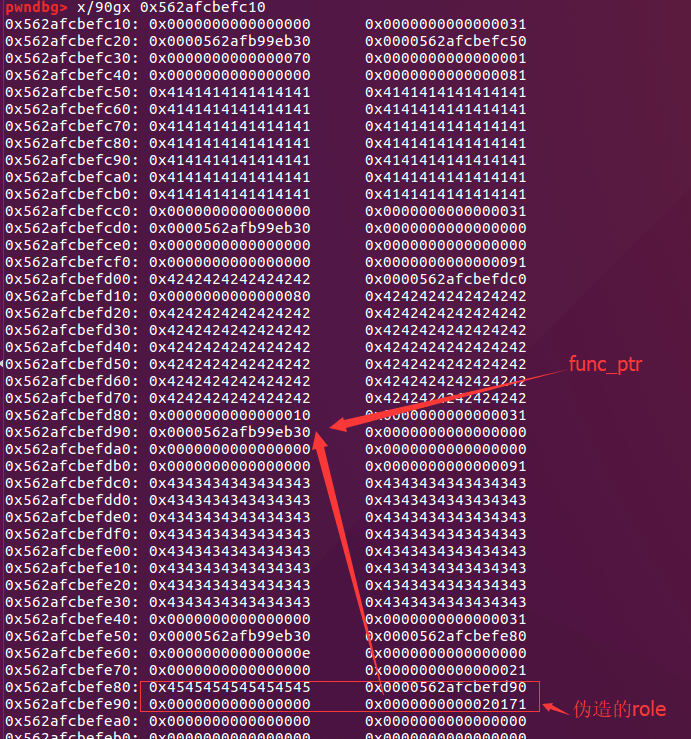 pwndbg> x/90gx 0x562afcbefc10
0x562afcbefc10: 0x0000000000000000 0x0000000000000031
0x562afcbefc20: 0x0000562afb99eb30 0x0000562afcbefc50
0x562afcbefc30: 0x0000000000000070 0x0000000000000001
0x562afcbefc40: 0x0000000000000000 0x0000000000000081
0x562afcbefc50: 0x4141414141414141 0x4141414141414141
0x562afcbefc60: 0x4141414141414141 0x4141414141414141
0x562afcbefc70: 0x4141414141414141 0x4141414141414141
0x562afcbefc80: 0x4141414141414141 0x4141414141414141
0x562afcbefc90: 0x4141414141414141 0x4141414141414141
0x562afcbefca0: 0x4141414141414141 0x4141414141414141
0x562afcbefcb0: 0x4141414141414141 0x4141414141414141
0x562afcbefcc0: 0x0000000000000000 0x0000000000000031
0x562afcbefcd0: 0x0000562afb99eb30 0x0000000000000000
0x562afcbefce0: 0x0000000000000000 0x0000000000000000
0x562afcbefcf0: 0x0000000000000000 0x0000000000000091
0x562afcbefd00: 0x4242424242424242 0x0000562afcbefdc0
0x562afcbefd10: 0x0000000000000080 0x4242424242424242
0x562afcbefd20: 0x4242424242424242 0x4242424242424242
0x562afcbefd30: 0x4242424242424242 0x4242424242424242
0x562afcbefd40: 0x4242424242424242 0x4242424242424242
0x562afcbefd50: 0x4242424242424242 0x4242424242424242
func_ptr
0x562afcbefd60: 0x4242424242424242 0x4242424242424242
0x562afcbefd70: 0x4242424242424242 0x4242424242424242
0x562afcbefd80: 0x0000000000000010 0x0000000000000031
0x562afcbefd90: 0x0000562afb99eb30 0x0000000000000000
0x562afcbefda0: 0x0000000000000000 0x0000000000000000
0x562afcbefdb0: 0x0000000000000000 0x0000000000000091
0x562afcbefdc0: 0x4343434343434343 0x4343434343434343
0x562afcbefdd0: 0x4343434343434343 0x4343434343434343
0x562afcbefde0: 0x4343434343434343 0x4343434343434343
0x562afcbefdf0: 0x4343434343434343 0x4343434343434343
0x562afcbefe00: 0x4343434343434343 0x4343434343434343
0x562afcbefe10: 0x4343434343434343 0x4343434343434343
0x562afcbefe20: 0x4343434343434343 0x4343434343434343
0x562afcbefe30: 0x4343434343434343 0x4343434343434343
0x562afcbefe40: 0x0000000000000000 0x0000000000000031
0x562afcbefe50: 0x0000562afb99eb30 0x0000562afcbefe80
0x562afcbefe60: 0x000000000000000e 0x0000000000000000
0x562afcbefe70: 0x0000000000000000 0x0000000000000021
0x562afcbefe80: 0x4545454545454545 0x0000562afcbefd90
0x562afcbefe90: 0x0000000000000000 0x0000000000020171
伪造的role
0x562afcbefea0: 0x0000000000000000 0x0000000000000000
0x562afcbefeb0: 0x0000000000000000 0x0000000000000000